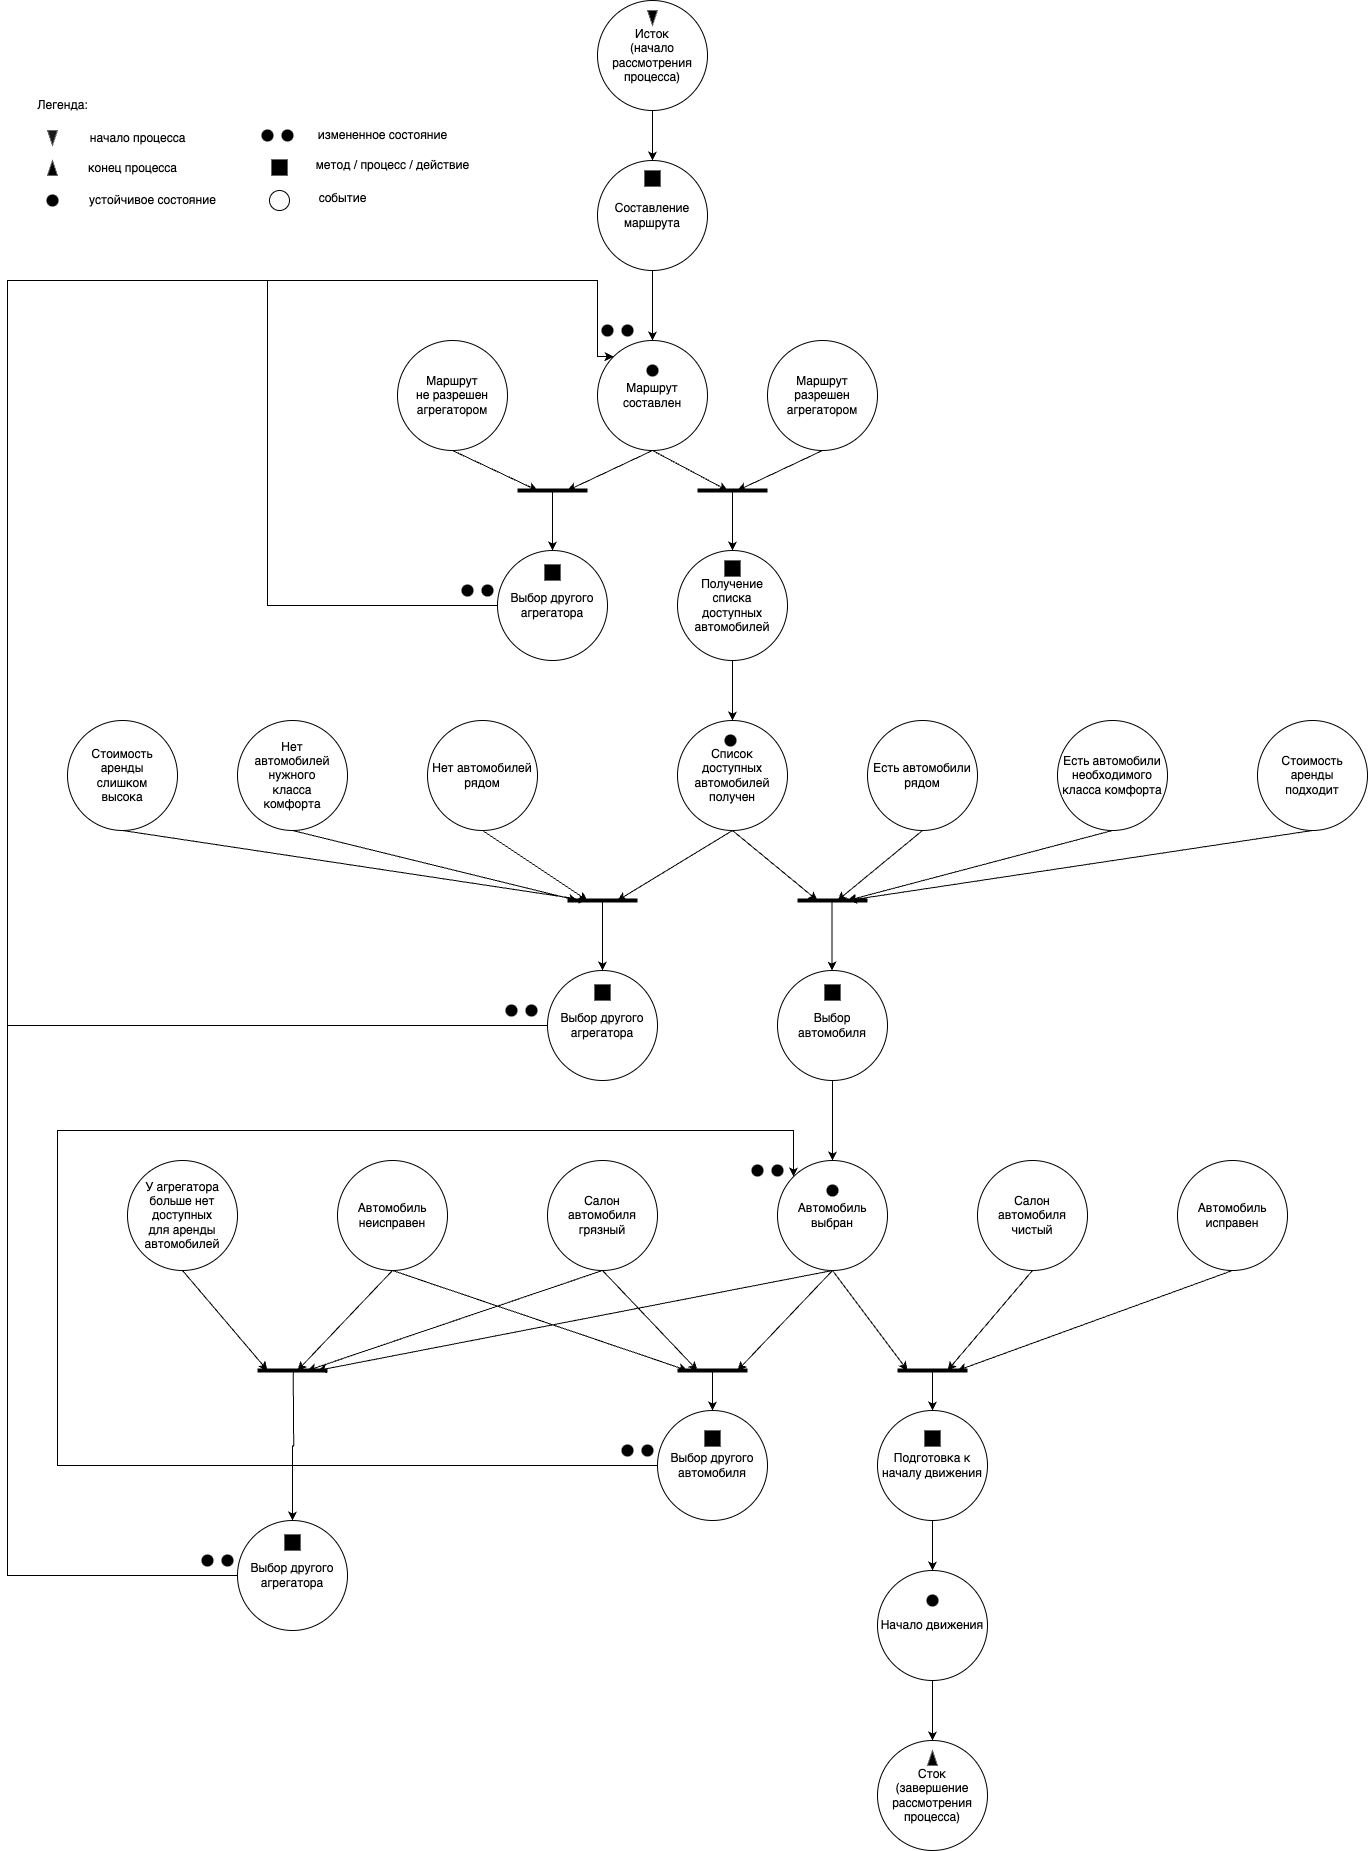 Исток
(начало
рассмотрения
процесса)
Легенда:
начало процесса
измененное состояние
конец процесса
метод / процесс / действие
устойчивое состояние
событие
Составление
маршрута
Маршрут
не разрешен
агрегатором
Маршрут
составлен
Маршрут
разрешен
агрегатором
Выбор другого
агрегатора
Получение
списка
доступных
автомобилей
Стоимость
аренды
слишком
высока
Нет
автомобилей
нужного
класса
комфорта
Нет автомобилей
рядом
Список
доступных
автомобилей
получен
Есть автомобили
рядом
Есть автомобили
необходимого
класса комфорта
Стоимость
аренды
подходит
Выбор другого
агрегатора
Выбор
автомобиля
У агрегатора
больше нет
доступных
для аренды
автомобилей
Автомобиль
неисправен
Салон
автомобиля
грязный
Автомобиль
выбран
Салон
автомобиля
чистый
Автомобиль
исправен
Выбор другого
автомобиля
Подготовка к
началу движения
Выбор другого
агрегатора
Начало движения
Сток
(завершение
рассмотрения
процесса)